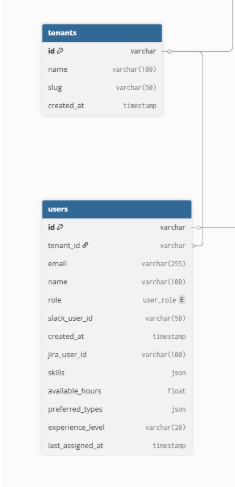 tenants
id varchar
name varchar(100)
slug varchar(50)
created_at timestamp
users
id varchar
tenant_id varchar
email varchar(255)
name varchar(100)
role user_role E
slack_user_id varchar(50)
created_at timestamp
jira_user_id varchar(100)
skills json
available_hours float
preferred_types json
experience_level varchar(20)
last_assigned_at timestamp